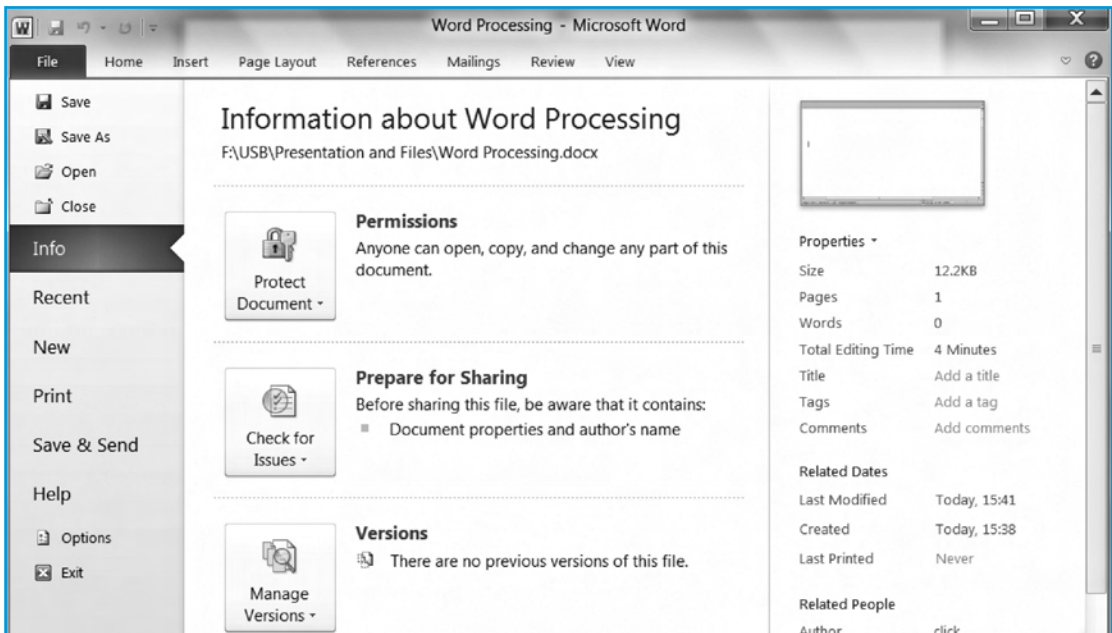 W
Word Processing - Microsoft Word
X
File Home Insert Page Layout References Mailings Review View
?
Save
Save As
Open
Close
Info
Recent
New
Print
Save & Send
Help
Options
Exit
Information about Word Processing
F:\USB\Presentation and Files\Word Processing.docx
Protect
Document
Permissions
Anyone can open, copy, and change any part of this
document.
Check for
Issues
Prepare for Sharing
Before sharing this file, be aware that it contains:
Document properties and author's name
Manage
Versions
Versions
There are no previous versions of this file.
Properties
Size 12.2KB
Pages 1
Words 0
Total Editing Time 4 Minutes
Title Add a title
Tags Add a tag
Comments Add comments
Related Dates
Last Modified Today, 15:41
Created Today, 15:38
Last Printed Never
Related People
Author click